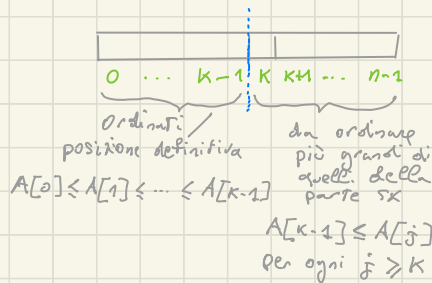 0 ... k-1 k k+1 ... n-1
Ordinati
posizione definitiva
A[0] ≤ A[1] ≤ ... ≤ A[k-1]
da ordinare
più grandi di
quelli della
parte sx
A[k-1] ≤ A[j]
per ogni j ⩾ k